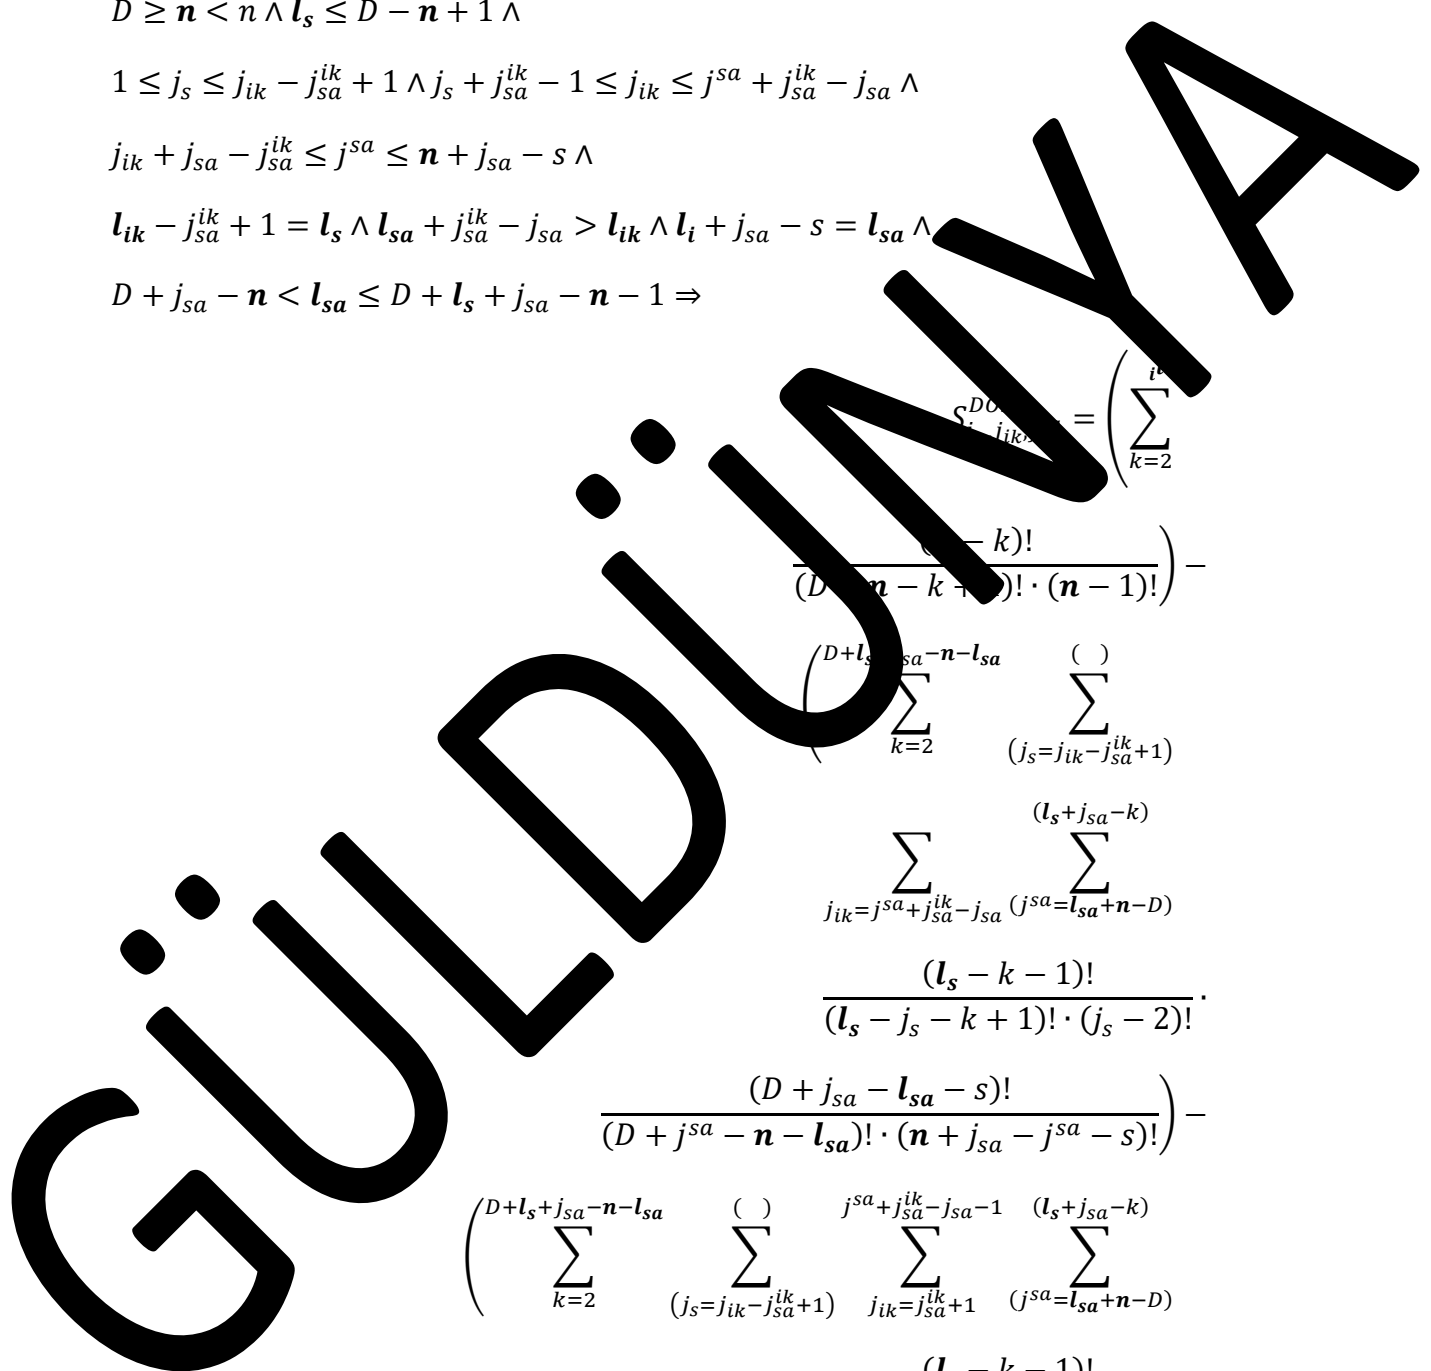 D ≥ 𝒏 < n ∧ 𝒍ₛ ≤ D − 𝒏 + 1 ∧
1 ≤ j_s ≤ j_{ik} − j_{sa}^{ik} + 1 ∧ j_s + j_{sa}^{ik} − 1 ≤ j_{ik} ≤ j^{sa} + j_{sa}^{ik} − j_{sa} ∧
j_{ik} + j_{sa} − j_{sa}^{ik} ≤ j^{sa} ≤ 𝒏 + j_{sa} − s ∧
𝒍_{ik} − j_{sa}^{ik} + 1 = 𝒍_s ∧ 𝒍_{sa} + j_{sa}^{ik} − j_{sa} > 𝒍_{ik} ∧ 𝒍_i + j_{sa} − s = 𝒍_{sa} ∧
D + j_{sa} − 𝒏 < 𝒍_{sa} ≤ D + 𝒍_s + j_{sa} − 𝒏 − 1 ⇒
= ( ∑
k=2
− k)!
− k )! · (𝒏 − 1)! ) −
( ∑ ∑
k=2 (j_s=j_{ik}−j_{sa}^{ik}+1)
(𝒍_s+j_{sa}−k)
∑ ∑
j_{ik}=j^{sa}+j_{sa}^{ik}−j_{sa} (j^{sa}=𝒍_{sa}+𝒏−D)
(𝒍_s − k − 1)!
(𝒍_s − j_s − k + 1)! · (j_s − 2)! ·
(D + j_{sa} − 𝒍_{sa} − s)!
(D + j^{sa} − 𝒏 − 𝒍_{sa})! · (𝒏 + j_{sa} − j^{sa} − s)! ) −
D+𝒍_s+j_{sa}−𝒏−𝒍_{sa} ( ) j^{sa}+j_{sa}^{ik}−j_{sa}−1 (𝒍_s+j_{sa}−k)
( ∑ ∑ ∑ ∑
k=2 (j_s=j_{ik}−j_{sa}^{ik}+1) j_{ik}=j_{sa}^{ik}+1 (j^{sa}=𝒍_{sa}+𝒏−D)
(𝒍_s − k − 1)!
GÜLDÜNYA